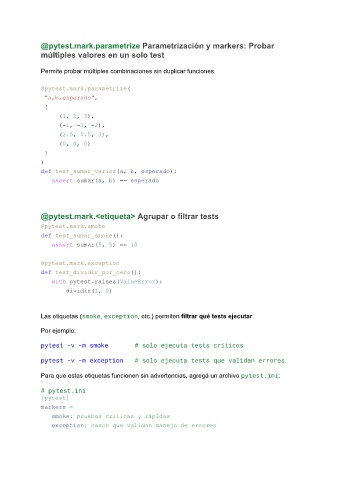 @pytest.mark.parametrize Parametrización y markers: Probar
múltiples valores en un solo test
Permite probar múltiples combinaciones sin duplicar funciones.
@pytest.mark.parametrize(
"a,b,esperado",
[
(1, 2, 3),
(-1, -1, -2),
(2.5, 0.5, 3),
(0, 0, 0)
]
)
def test_sumar_varios(a, b, esperado):
assert sumar(a, b) == esperado
@pytest.mark.<etiqueta> Agrupar o filtrar tests
@pytest.mark.smoke
def test_sumar_smoke():
assert sumar(5, 5) == 10
@pytest.mark.exception
def test_dividir_por_cero():
with pytest.raises(ValueError):
dividir(1, 0)
Las etiquetas (smoke, exception, etc.) permiten filtrar qué tests ejecutar.
Por ejemplo:
pytest -v -m smoke # solo ejecuta tests críticos
pytest -v -m exception # solo ejecuta tests que validan errores
Para que estas etiquetas funcionen sin advertencias, agregá un archivo pytest.ini:
# pytest.ini
[pytest]
markers =
smoke: pruebas críticas y rápidas
exception: casos que validan manejo de errores